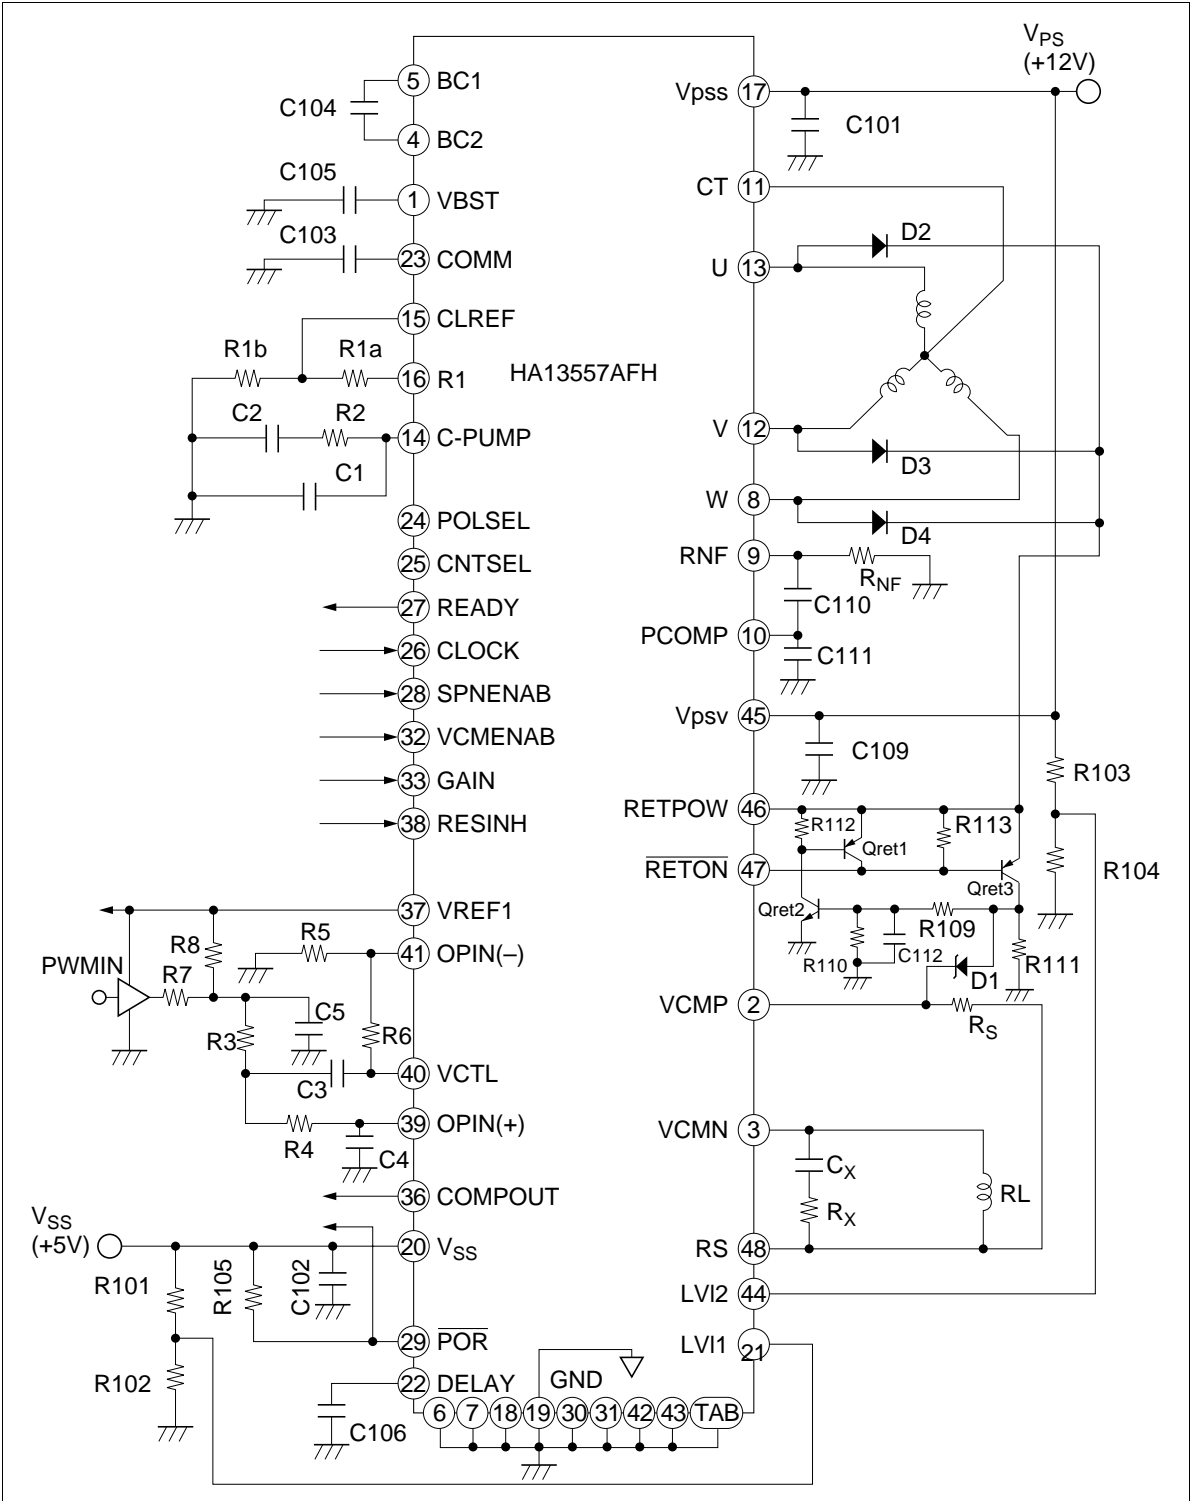 VPS
(+12V)
5 BC1
C104
4 BC2
C105
1 VBST
C103
23 COMM
15 CLREF
R1b R1a
16 R1
HA13557AFH
C2 R2
14 C-PUMP
C1
24 POLSEL
25 CNTSEL
27 READY
26 CLOCK
28 SPNENAB
32 VCMENAB
33 GAIN
38 RESINH
37 VREF1
R8 R5
41 OPIN(–)
PWMIN
R7
C5
R3 R6
40 VCTL
C3
39 OPIN(+)
R4 C4
36 COMPOUT
VSS
(+5V)
20 VSS
R101
R105
C102
29 POR
R102
22 DELAY
C106
GND
6 7 18 19 30 31 42 43 TAB
Vpss 17
C101
CT 11
D2
U 13
V 12
D3
W 8
D4
RNF 9
RNF
C110
PCOMP 10
C111
Vpsv 45
C109
R103
RETPOW 46
R112
R113
Qret1
RETON 47
R104
Qret3
Qret2
R109
R110
C112
D1
R111
VCMP 2
RS
VCMN 3
CX
RL
RX
RS 48
LVI2 44
LVI1 21